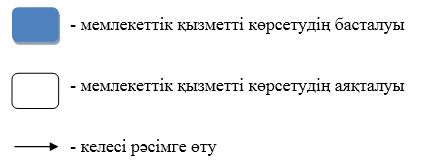 - мемлекеттік қызметті көрсетудің басталуы
- мемлекеттік қызметті көрсетудің аяқталуы
- келесі рәсімге өту